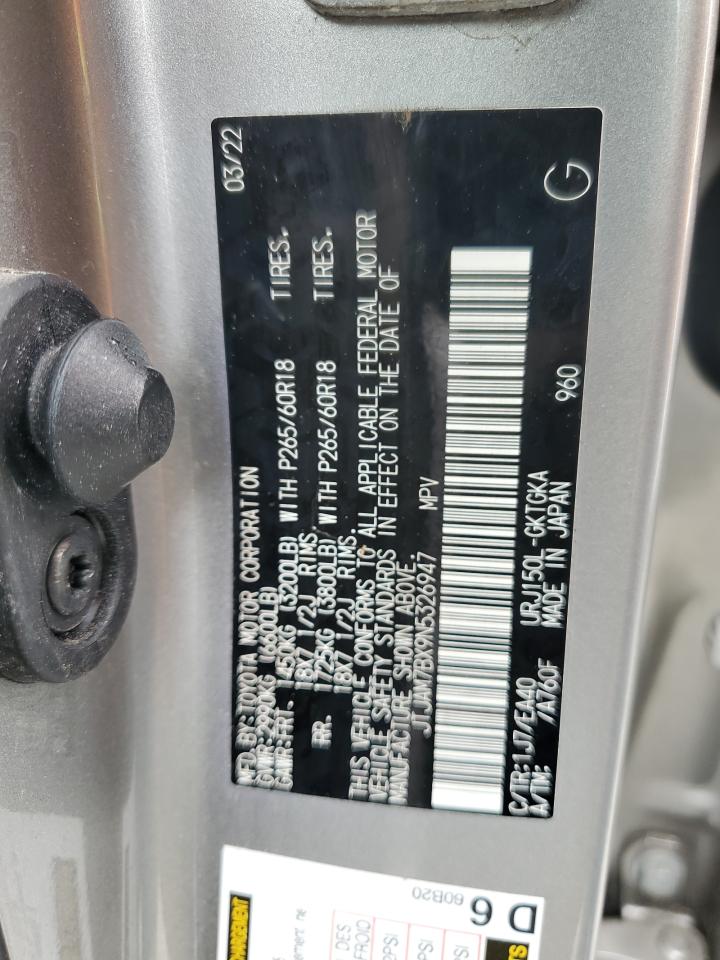 MFD BY:TOYOTA MOTOR CORPORATION 03/22
GVWR:2990KG (6600LB)
GAWR:FRT. 1450KG (3200LB) WITH P265/60R18 TIRES.
18X7 1/2J RIMS,
RR. 1725KG (3800LB) WITH P265/60R18 TIRES.
18X7 1/2J RIMS.
THIS VEHICLE CONFORMS TO ALL APPLICABLE FEDERAL MOTOR
VEHICLE SAFETY STANDARDS IN EFFECT ON THE DATE OF
MANUFACTURE SHOWN ABOVE.
JTJAM7BX9N5326947 MPV
C/TR:1J7/EA40 URJ150L-GKTGKA
A/TM: /A760F MADE IN JAPAN 960 G
D 6
60B20